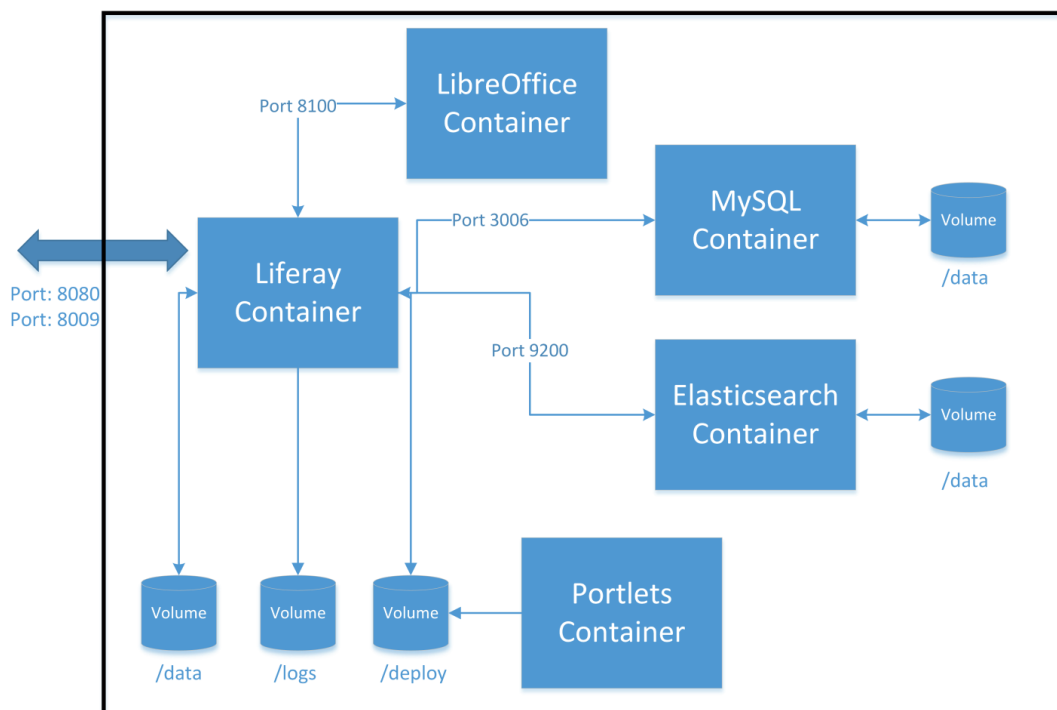 LibreOffice
Container
Port 8100
MySQL
Container
Volume
/data
Port 3006
Liferay
Container
Port: 8080
Port: 8009
Port 9200
Elasticsearch
Container
Volume
/data
Portlets
Container
Volume
/data
Volume
/logs
Volume
/deploy